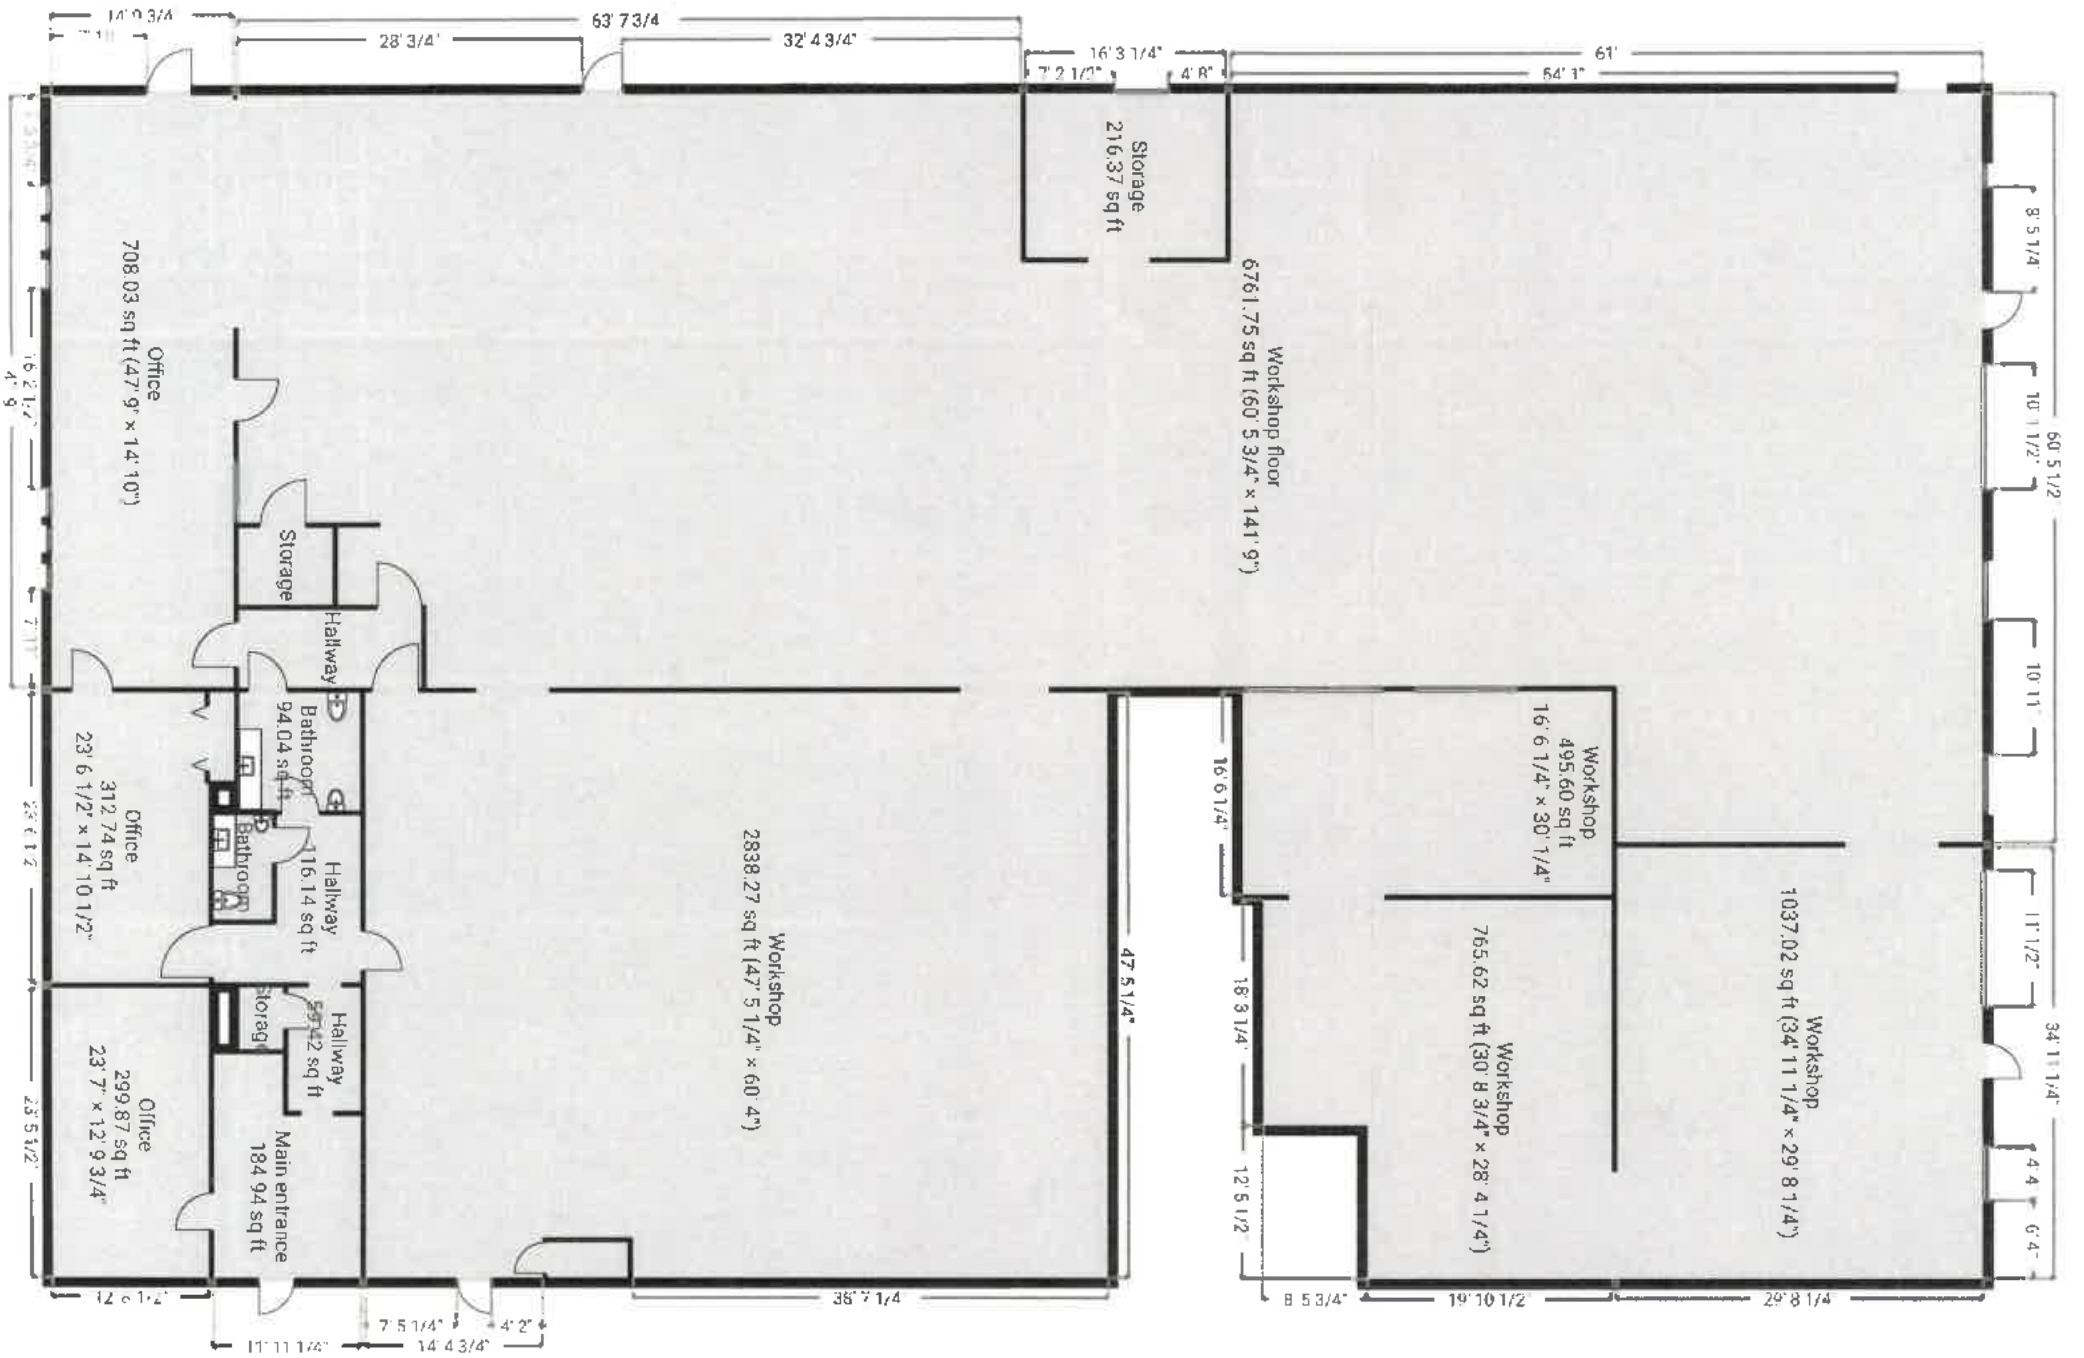 14' 9 3/4
63' 7 3/4
28' 3/4"
32' 4 3/4"
16' 3 1/4"
7' 2 1/2"
4' 8"
61'
54' 1"
Storage
216.37 sq ft
Office
708.03 sq ft (47' 9" × 14' 10")
Workshop floor
6761.75 sq ft (60' 5 3/4" × 141' 9")
8' 5 1/4"
10' 1 1/2"
60' 5 1/2
10' 11"
Storage
Hallway
Bathroom
94.04 sq ft
Office
312.74 sq ft
23' 6 1/2" × 14' 10 1/2"
Bathroom
Hallway
116.14 sq ft
Workshop
2838.27 sq ft (47' 5 1/4" × 60' 4")
47' 5 1/4"
16' 6 1/4"
Workshop
495.60 sq ft
16' 6 1/4" × 30' 1/4"
18' 3 1/4"
12' 5 1/2"
Workshop
765.62 sq ft (30' 8 3/4" × 28' 4 1/4")
Workshop
1037.02 sq ft (34' 11 1/4" × 29' 8 1/4")
11' 1/2"
34' 11 1/4"
4' 4
6' 4"
Storage
Hallway
59.42 sq ft
Office
299.87 sq ft
23' 7" × 12' 9 3/4"
Main entrance
184.94 sq ft
23' 5 1/2"
7' 5 1/4"
4' 2"
11' 11 1/4"
14' 4 3/4"
38' 7 1/4
8' 5 3/4"
19' 10 1/2
29' 8 1/4